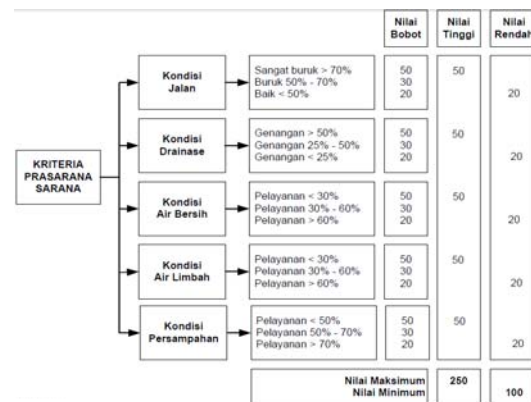 Nilai Bobot
Nilai Tinggi
Nilai Rendah
KRITERIA
PRASARANA
SARANA
Kondisi
Jalan
Sangat buruk > 70%
Buruk 50% - 70%
Baik < 50%
50
30
20
50
20
Kondisi
Drainase
Genangan > 50%
Genangan 25% - 50%
Genangan < 25%
50
30
20
50
20
Kondisi
Air Bersih
Pelayanan < 30%
Pelayanan 30% - 60%
Pelayanan > 60%
50
30
20
50
20
Kondisi
Air Limbah
Pelayanan < 30%
Pelayanan 30% - 60%
Pelayanan > 60%
50
30
20
50
20
Kondisi
Persampahan
Pelayanan < 50%
Pelayanan 50% - 70%
Pelayanan > 70%
50
30
20
50
20
Nilai Maksimum 250
Nilai Minimum 100